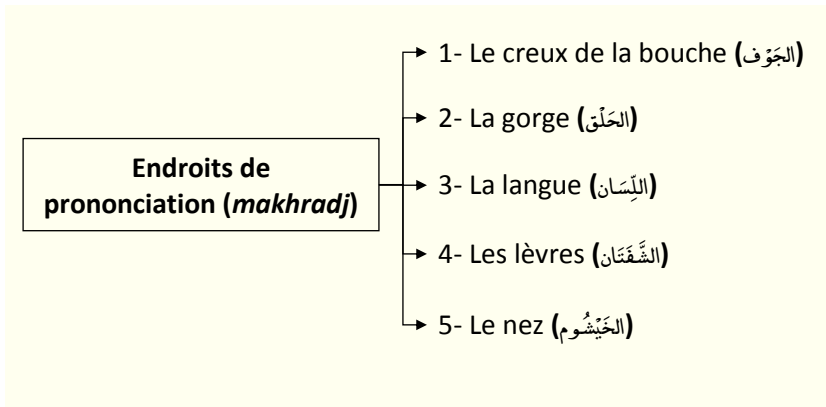 1- Le creux de la bouche (الجَوْف)
2- La gorge (الحَلْق)
Endroits de
prononciation (makhradj)
3- La langue (اللِّسَان)
4- Les lèvres (الشَّفَتَان)
5- Le nez (الخَيْشُوم)